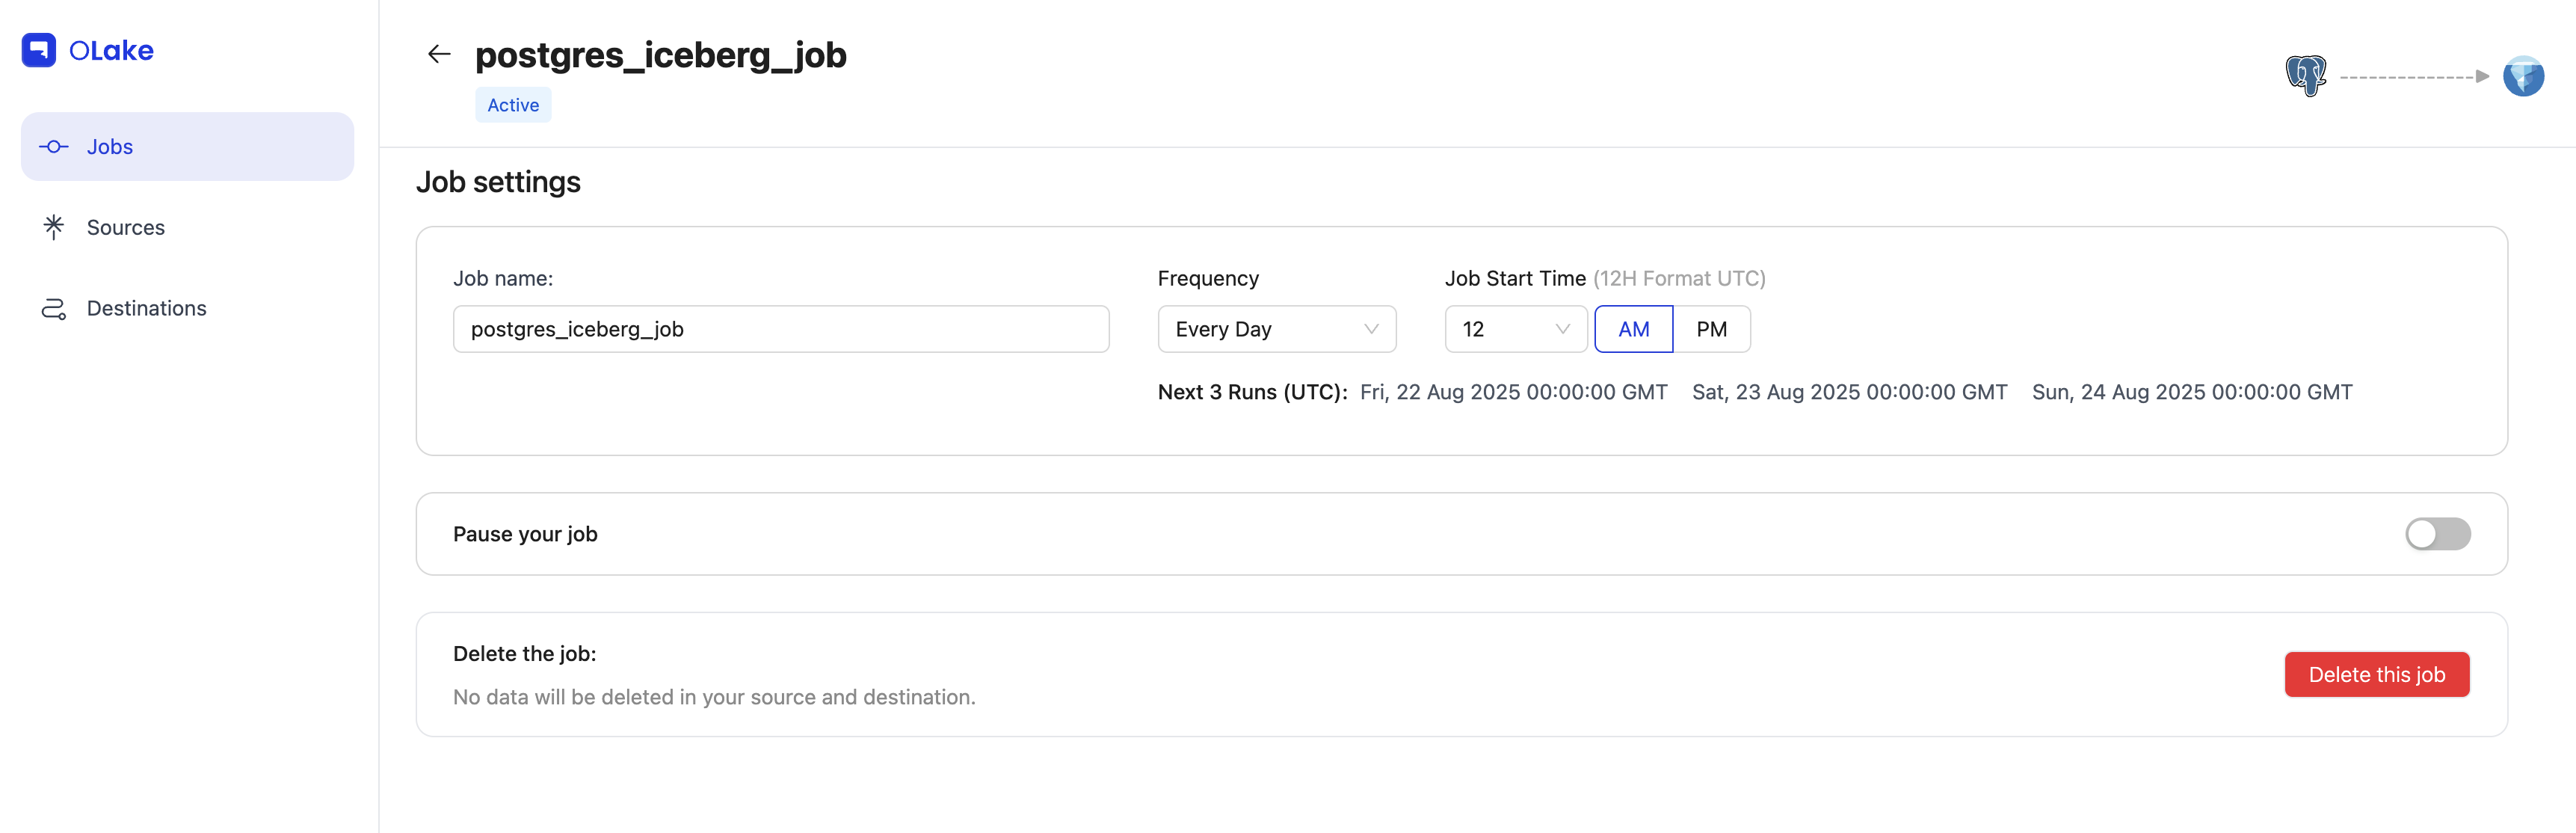 OLake
Jobs
Sources
Destinations
postgres_iceberg_job
Active
Job settings
Job name:
postgres_iceberg_job
Frequency
Every Day
Job Start Time (12H Format UTC)
12
AM
PM
Next 3 Runs (UTC): Fri, 22 Aug 2025 00:00:00 GMT Sat, 23 Aug 2025 00:00:00 GMT Sun, 24 Aug 2025 00:00:00 GMT
Pause your job
Delete the job:
No data will be deleted in your source and destination.
Delete this job